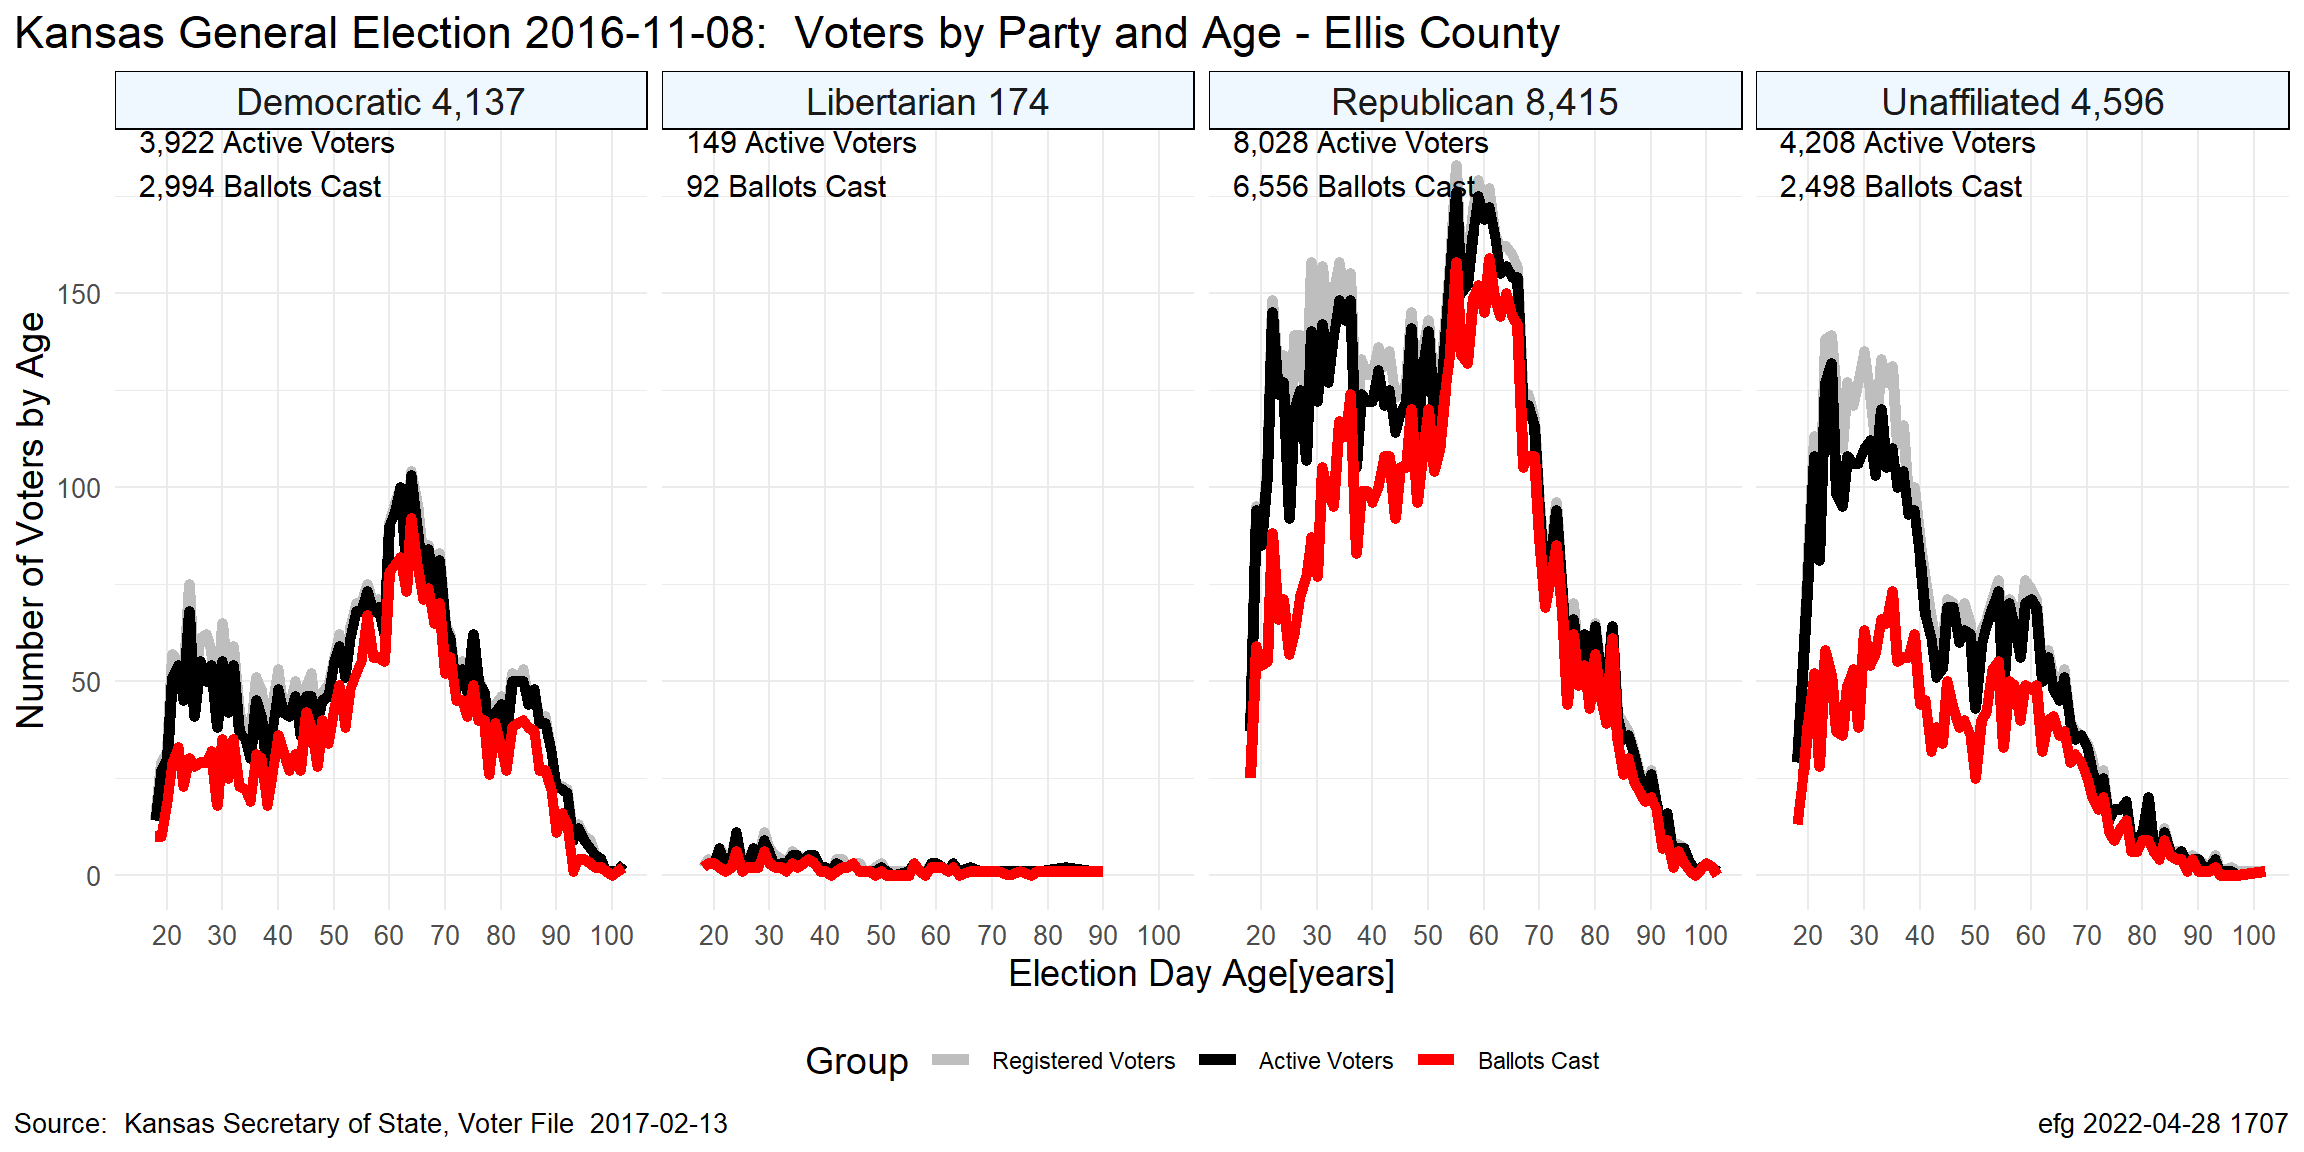 Kansas General Election 2016-11-08:  Voters by Party and Age - Ellis County
Democratic 4,137
Libertarian 174
Republican 8,415
Unaffiliated 4,596
3,922 Active Voters
2,994 Ballots Cast
149 Active Voters
92 Ballots Cast
8,028 Active Voters
6,556 Ballots Cast
4,208 Active Voters
2,498 Ballots Cast
Number of Voters by Age
150
100
50
0
20 30 40 50 60 70 80 90 100
20 30 40 50 60 70 80 90 100
20 30 40 50 60 70 80 90 100
20 30 40 50 60 70 80 90 100
Election Day Age[years]
Group Registered Voters Active Voters Ballots Cast
Source:  Kansas Secretary of State, Voter File  2017-02-13
efg 2022-04-28 1707